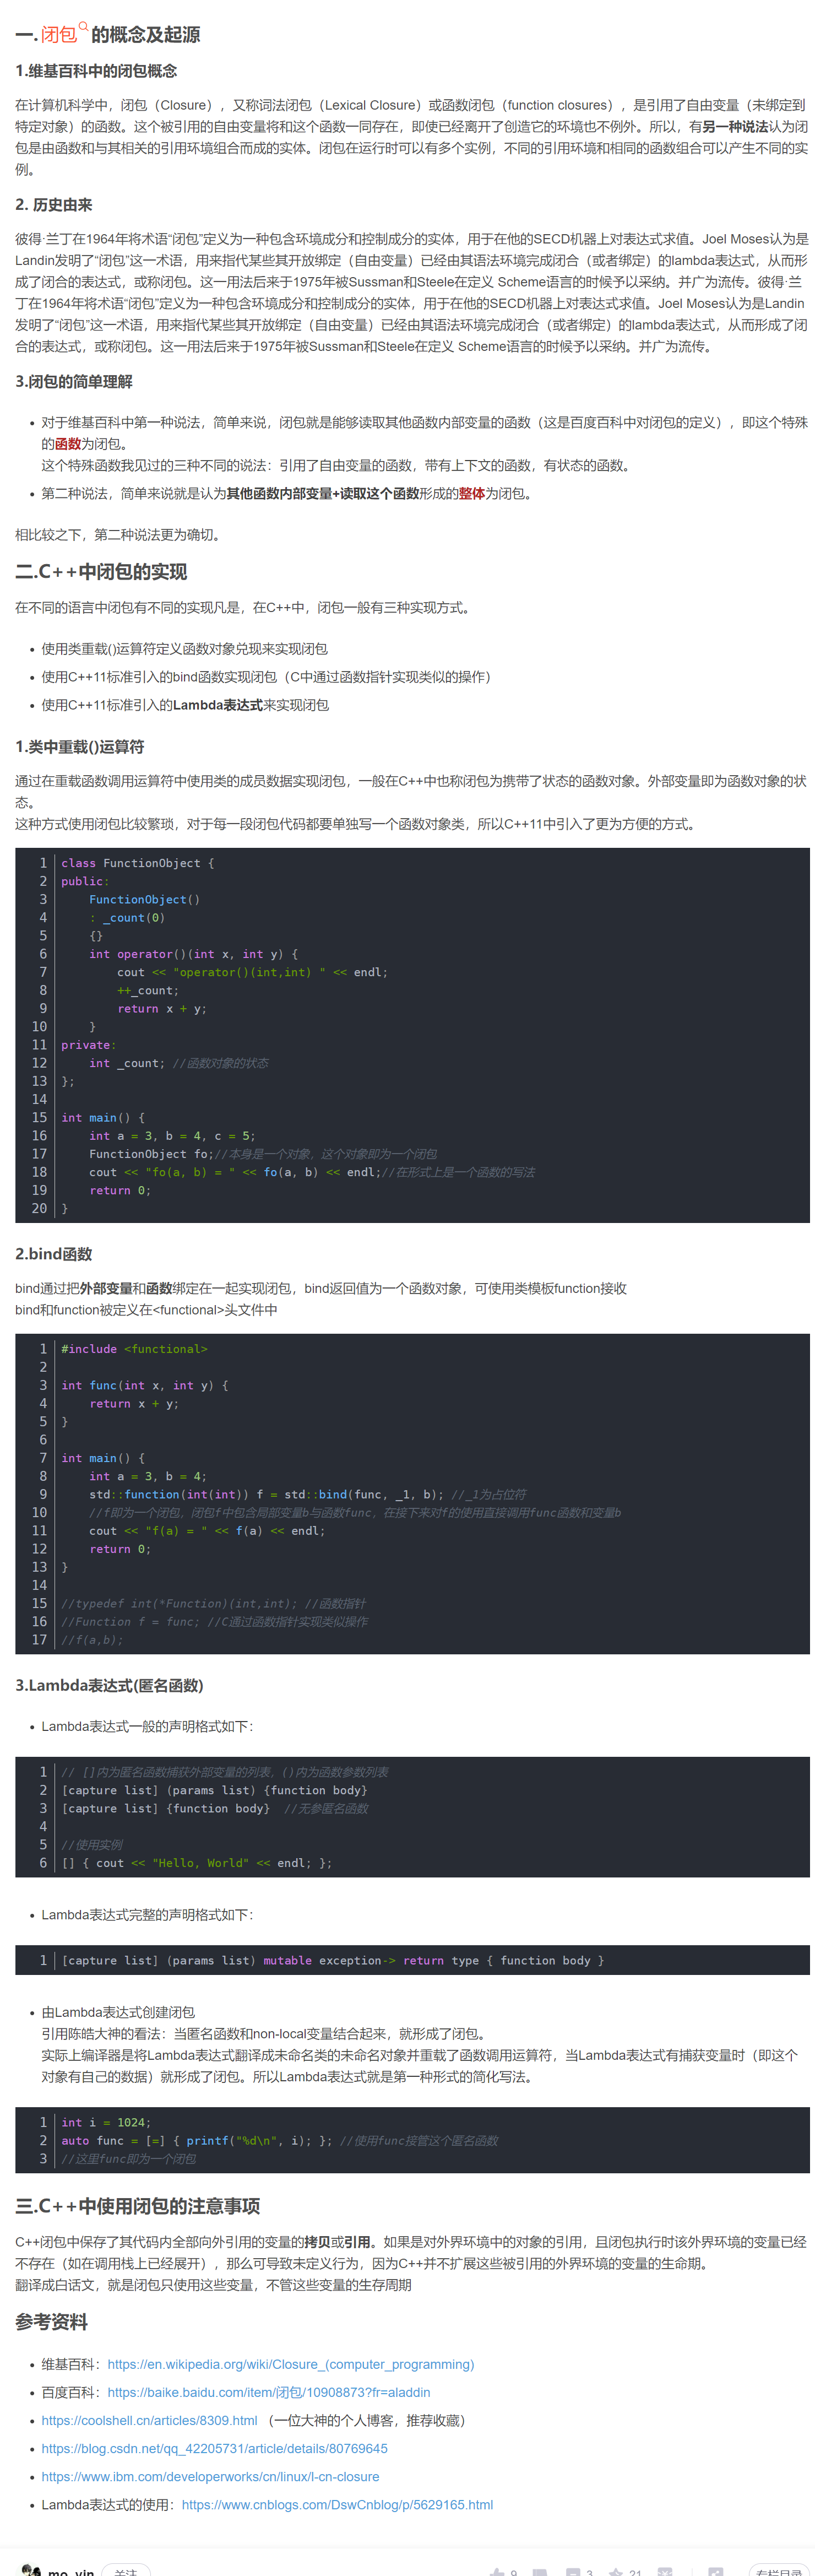 一.闭包的概念及起源
1.维基百科中的闭包概念
在计算机科学中，闭包（Closure），又称词法闭包（Lexical Closure）或函数闭包（function closures），是引用了自由变量（未绑定到
特定对象）的函数。这个被引用的自由变量将和这个函数一同存在，即使已经离开了创造它的环境也不例外。所以，有另一种说法认为闭
包是由函数和与其相关的引用环境组合而成的实体。闭包在运行时可以有多个实例，不同的引用环境和相同的函数组合可以产生不同的实
例。
2. 历史由来
彼得·兰丁在1964年将术语“闭包”定义为一种包含环境成分和控制成分的实体，用于在他的SECD机器上对表达式求值。Joel Moses认为是
Landin发明了“闭包”这一术语，用来指代某些其开放绑定（自由变量）已经由其语法环境完成闭合（或者绑定）的lambda表达式，从而形
成了闭合的表达式，或称闭包。这一用法后来于1975年被Sussman和Steele在定义 Scheme语言的时候予以采纳。并广为流传。彼得·兰
丁在1964年将术语“闭包”定义为一种包含环境成分和控制成分的实体，用于在他的SECD机器上对表达式求值。Joel Moses认为是Landin
发明了“闭包”这一术语，用来指代某些其开放绑定（自由变量）已经由其语法环境完成闭合（或者绑定）的lambda表达式，从而形成了闭
合的表达式，或称闭包。这一用法后来于1975年被Sussman和Steele在定义 Scheme语言的时候予以采纳。并广为流传。
3.闭包的简单理解
• 对于维基百科中第一种说法，简单来说，闭包就是能够读取其他函数内部变量的函数（这是百度百科中对闭包的定义），即这个特殊
的函数为闭包。
这个特殊函数我见过的三种不同的说法：引用了自由变量的函数，带有上下文的函数，有状态的函数。
• 第二种说法，简单来说就是认为其他函数内部变量+读取这个函数形成的整体为闭包。
相比较之下，第二种说法更为确切。
二.C++中闭包的实现
在不同的语言中闭包有不同的实现凡是，在C++中，闭包一般有三种实现方式。
• 使用类重载()运算符定义函数对象兑现来实现闭包
• 使用C++11标准引入的bind函数实现闭包（C中通过函数指针实现类似的操作）
• 使用C++11标准引入的Lambda表达式来实现闭包
1.类中重载()运算符
通过在重载函数调用运算符中使用类的成员数据实现闭包，一般在C++中也称闭包为携带了状态的函数对象。外部变量即为函数对象的状
态。
这种方式使用闭包比较繁琐，对于每一段闭包代码都要单独写一个函数对象类，所以C++11中引入了更为方便的方式。
1 class FunctionObject {
2 public:
3     FunctionObject()
4     : _count(0)
5     {}
6     int operator()(int x, int y) {
7         cout << "operator()(int,int) " << endl;
8         ++_count;
9         return x + y;
10     }
11 private:
12     int _count; //函数对象的状态
13 };
14
15 int main() {
16     int a = 3, b = 4, c = 5;
17     FunctionObject fo;//本身是一个对象，这个对象即为一个闭包
18     cout << "fo(a, b) = " << fo(a, b) << endl;//在形式上是一个函数的写法
19     return 0;
20 }
2.bind函数
bind通过把外部变量和函数绑定在一起实现闭包，bind返回值为一个函数对象，可使用类模板function接收
bind和function被定义在<functional>头文件中
1 #include <functional>
2
3 int func(int x, int y) {
4     return x + y;
5 }
6
7 int main() {
8     int a = 3, b = 4;
9     std::function(int(int)) f = std::bind(func, _1, b); //_1为占位符
10     //f即为一个闭包，闭包f中包含局部变量b与函数func，在接下来对f的使用直接调用func函数和变量b
11     cout << "f(a) = " << f(a) << endl;
12     return 0;
13 }
14
15 //typedef int(*Function)(int,int); //函数指针
16 //Function f = func; //C通过函数指针实现类似操作
17 //f(a,b);
3.Lambda表达式(匿名函数)
• Lambda表达式一般的声明格式如下：
1 // []内为匿名函数捕获外部变量的列表，()内为函数参数列表
2 [capture list] (params list) {function body}
3 [capture list] {function body}  //无参匿名函数
4
5 //使用实例
6 [] { cout << "Hello, World" << endl; };
• Lambda表达式完整的声明格式如下：
1 [capture list] (params list) mutable exception-> return type { function body }
• 由Lambda表达式创建闭包
引用陈皓大神的看法：当匿名函数和non-local变量结合起来，就形成了闭包。
实际上编译器是将Lambda表达式翻译成未命名类的未命名对象并重载了函数调用运算符，当Lambda表达式有捕获变量时（即这个
对象有自己的数据）就形成了闭包。所以Lambda表达式就是第一种形式的简化写法。
1 int i = 1024;
2 auto func = [=] { printf("%d\n", i); }; //使用func接管这个匿名函数
3 //这里func即为一个闭包
三.C++中使用闭包的注意事项
C++闭包中保存了其代码内全部向外引用的变量的拷贝或引用。如果是对外界环境中的对象的引用，且闭包执行时该外界环境的变量已经
不存在（如在调用栈上已经展开），那么可导致未定义行为，因为C++并不扩展这些被引用的外界环境的变量的生命期。
翻译成白话文，就是闭包只使用这些变量，不管这些变量的生存周期
参考资料
• 维基百科：https://en.wikipedia.org/wiki/Closure_(computer_programming)
• 百度百科：https://baike.baidu.com/item/闭包/10908873?fr=aladdin
• https://coolshell.cn/articles/8309.html （一位大神的个人博客，推荐收藏）
• https://blog.csdn.net/qq_42205731/article/details/80769645
• https://www.ibm.com/developerworks/cn/linux/l-cn-closure
• Lambda表达式的使用：https://www.cnblogs.com/DswCnblog/p/5629165.html
mo_yin 关注 9 3 21 专栏目录